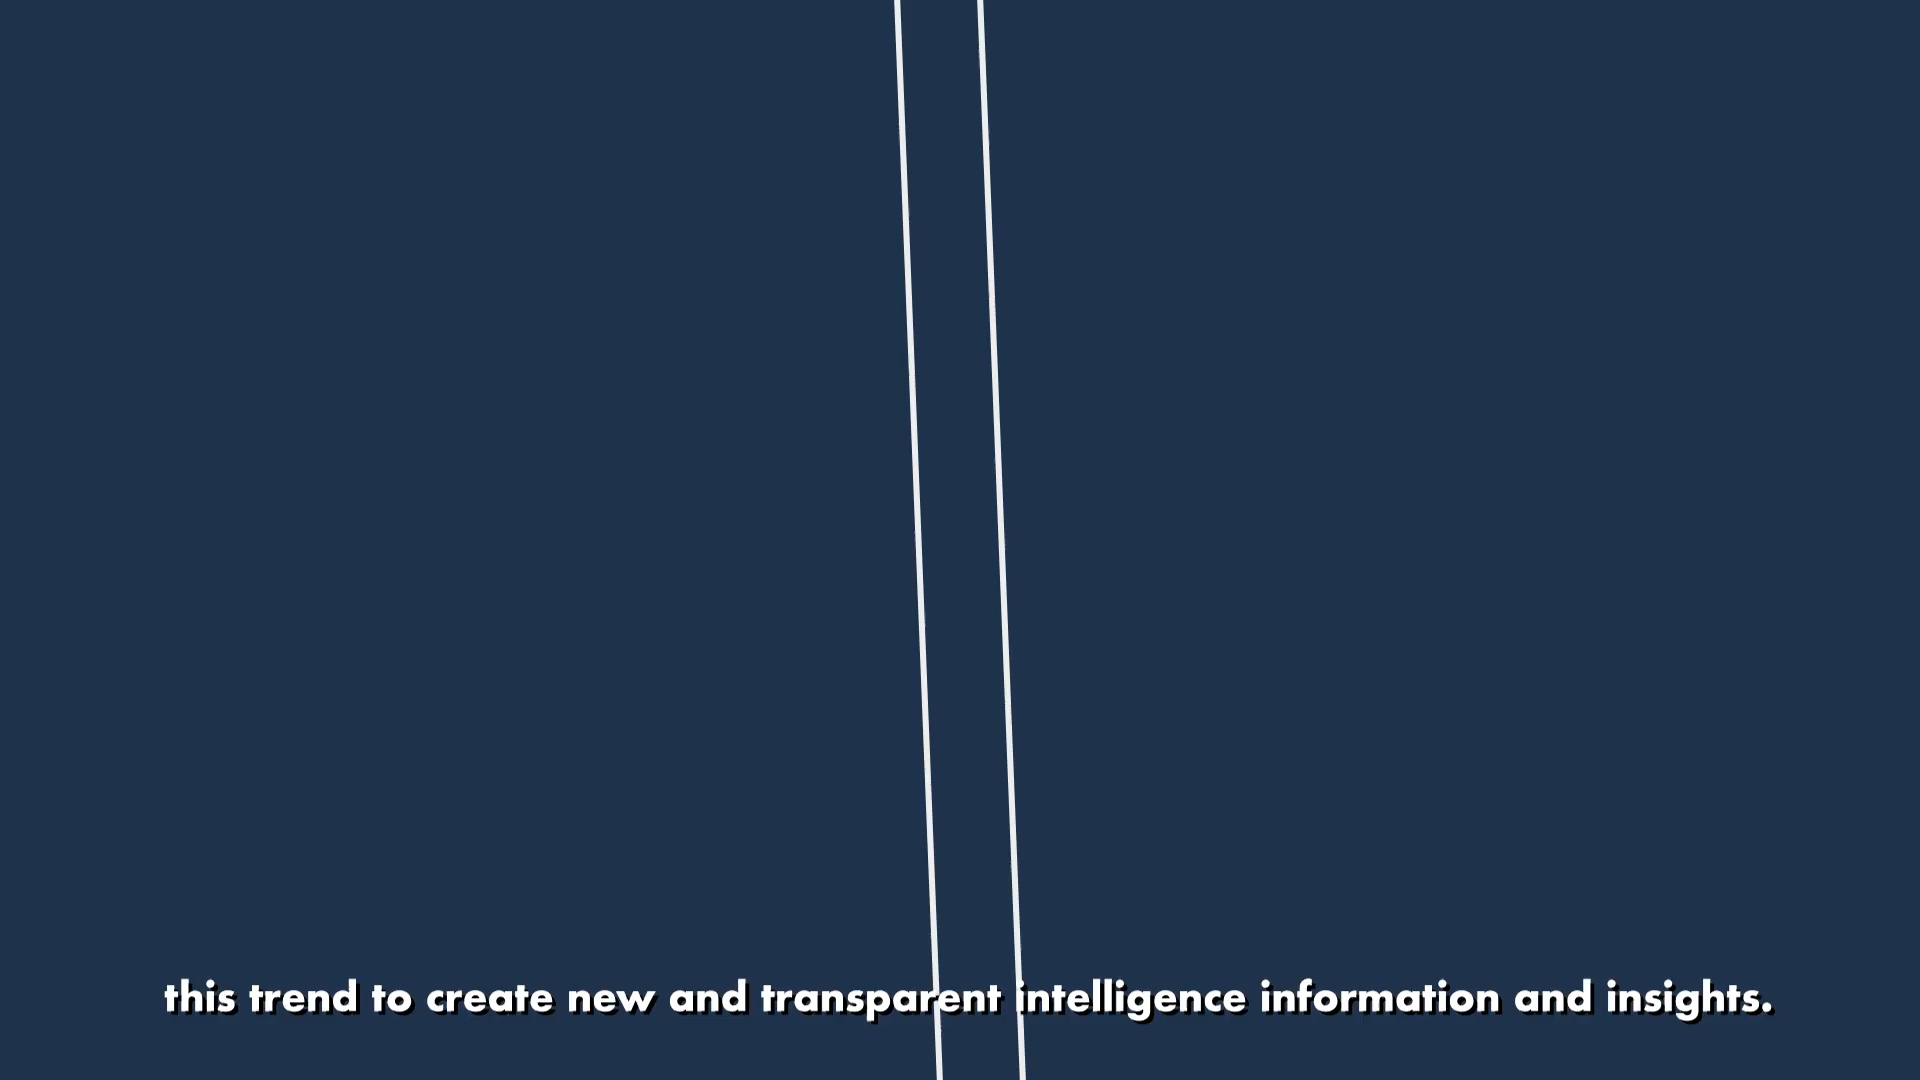 this trend to create new and transparent intelligence information and insights.